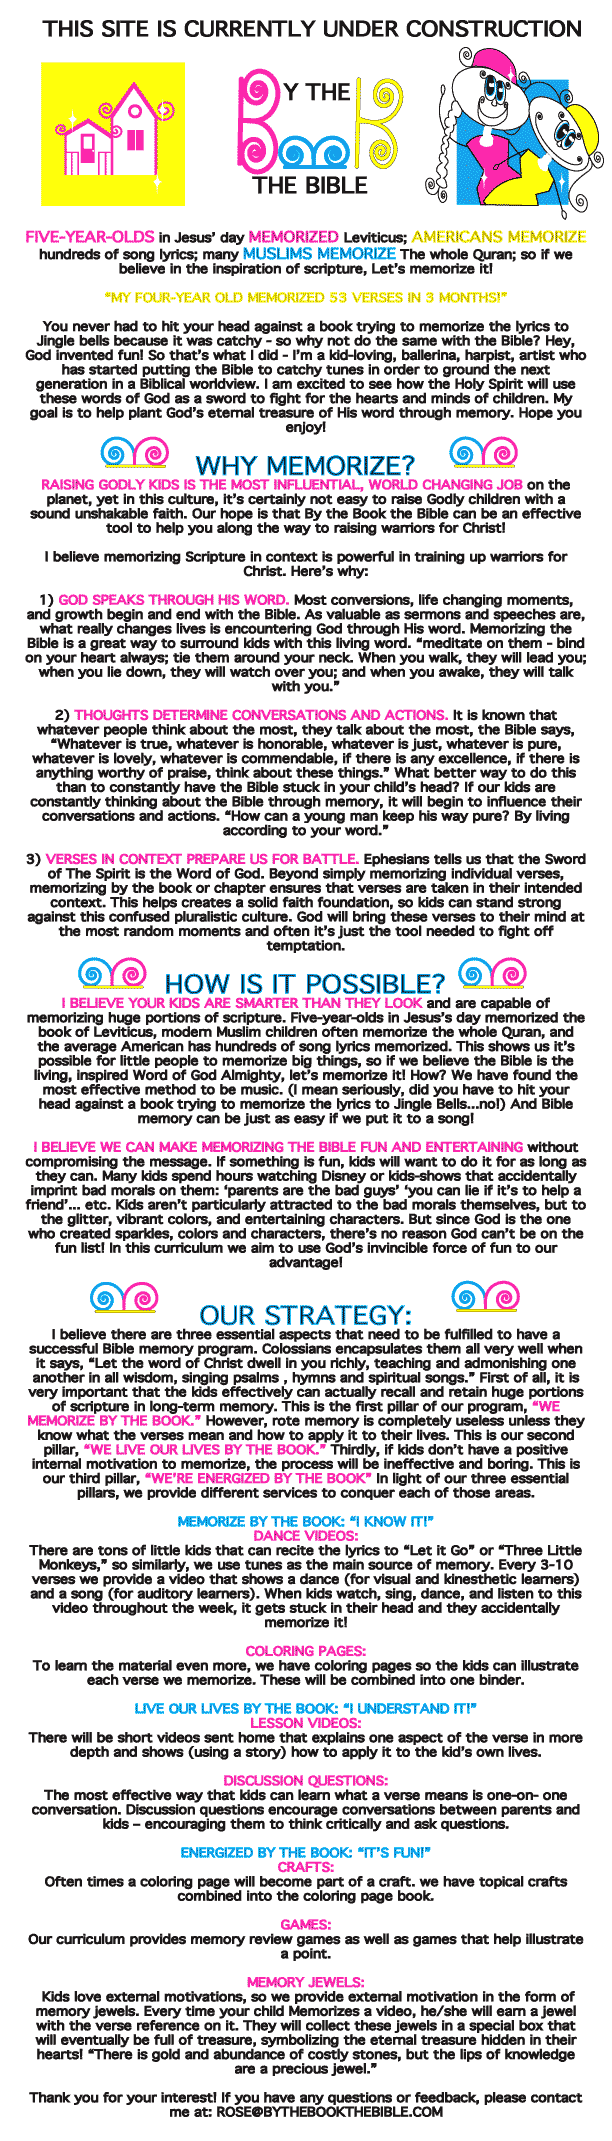 THIS SITE IS CURRENTLY UNDER CONSTRUCTION
BY THE
BOOK
THE BIBLE
FIVE-YEAR-OLDS in Jesus' day MEMORIZED Leviticus; AMERICANS MEMORIZE
hundreds of song lyrics; many MUSLIMS MEMORIZE The whole Quran; so if we
believe in the inspiration of scripture, Let's memorize it!
"MY FOUR-YEAR OLD MEMORIZED 53 VERSES IN 3 MONTHS!"
You never had to hit your head against a book trying to memorize the lyrics to
Jingle bells because it was catchy - so why not do the same with the Bible? Hey,
God invented fun! So that's what I did - I'm a kid-loving, ballerina, harpist, artist who
has started putting the Bible to catchy tunes in order to ground the next
generation in a Biblical worldview. I am excited to see how the Holy Spirit will use
these words of God as a sword to fight for the hearts and minds of children. My
goal is to help plant God's eternal treasure of His word through memory. Hope you
enjoy!
WHY MEMORIZE?
RAISING GODLY KIDS IS THE MOST INFLUENTIAL, WORLD CHANGING JOB on the
planet, yet in this culture, it's certainly not easy to raise Godly children with a
sound unshakable faith. Our hope is that By the Book the Bible can be an effective
tool to help you along the way to raising warriors for Christ!
I believe memorizing Scripture in context is powerful in training up warriors for
Christ. Here's why:
1) GOD SPEAKS THROUGH HIS WORD. Most conversions, life changing moments,
and growth begin and end with the Bible. As valuable as sermons and speeches are,
what really changes lives is encountering God through His word. Memorizing the
Bible is a great way to surround kids with this living word. "meditate on them - bind
on your heart always; tie them around your neck. When you walk, they will lead you;
when you lie down, they will watch over you; and when you awake, they will talk
with you."
2) THOUGHTS DETERMINE CONVERSATIONS AND ACTIONS. It is known that
whatever people think about the most, they talk about the most, the Bible says,
"Whatever is true, whatever is honorable, whatever is just, whatever is pure,
whatever is lovely, whatever is commendable, if there is any excellence, if there is
anything worthy of praise, think about these things." What better way to do this
than to constantly have the Bible stuck in your child's head? If our kids are
constantly thinking about the Bible through memory, it will begin to influence their
conversations and actions. "How can a young man keep his way pure? By living
according to your word."
3) VERSES IN CONTEXT PREPARE US FOR BATTLE. Ephesians tells us that the Sword
of The Spirit is the Word of God. Beyond simply memorizing individual verses,
memorizing by the book or chapter ensures that verses are taken in their intended
context. This helps creates a solid faith foundation, so kids can stand strong
against this confused pluralistic culture. God will bring these verses to their mind at
the most random moments and often it's just the tool needed to fight off
temptation.
HOW IS IT POSSIBLE?
I BELIEVE YOUR KIDS ARE SMARTER THAN THEY LOOK and are capable of
memorizing huge portions of scripture. Five-year-olds in Jesus's day memorized the
book of Leviticus, modern Muslim children often memorize the whole Quran, and
the average American has hundreds of song lyrics memorized. This shows us it's
possible for little people to memorize big things, so if we believe the Bible is the
living, inspired Word of God Almighty, let's memorize it! How? We have found the
most effective method to be music. (I mean seriously, did you have to hit your
head against a book trying to memorize the lyrics to Jingle Bells...no!) And Bible
memory can be just as easy if we put it to a song!
I BELIEVE WE CAN MAKE MEMORIZING THE BIBLE FUN AND ENTERTAINING without
compromising the message. If something is fun, kids will want to do it for as long as
they can. Many kids spend hours watching Disney or kids-shows that accidentally
imprint bad morals on them: 'parents are the bad guys' 'you can lie if it's to help a
friend'... etc. Kids aren't particularly attracted to the bad morals themselves, but to
the glitter, vibrant colors, and entertaining characters. But since God is the one
who created sparkles, colors and characters, there's no reason God can't be on the
fun list! In this curriculum we aim to use God's invincible force of fun to our
advantage!
OUR STRATEGY:
I believe there are three essential aspects that need to be fulfilled to have a
successful Bible memory program. Colossians encapsulates them all very well when
it says, "Let the word of Christ dwell in you richly, teaching and admonishing one
another in all wisdom, singing psalms , hymns and spiritual songs." First of all, it is
very important that the kids effectively can actually recall and retain huge portions
of scripture in long-term memory. This is the first pillar of our program, "WE
MEMORIZE BY THE BOOK." However, rote memory is completely useless unless they
know what the verses mean and how to apply it to their lives. This is our second
pillar, "WE LIVE OUR LIVES BY THE BOOK." Thirdly, if kids don't have a positive
internal motivation to memorize, the process will be ineffective and boring. This is
our third pillar, "WE'RE ENERGIZED BY THE BOOK" In light of our three essential
pillars, we provide different services to conquer each of those areas.
MEMORIZE BY THE BOOK: "I KNOW IT!"
DANCE VIDEOS:
There are tons of little kids that can recite the lyrics to "Let it Go" or "Three Little
Monkeys," so similarly, we use tunes as the main source of memory. Every 3-10
verses we provide a video that shows a dance (for visual and kinesthetic learners)
and a song (for auditory learners). When kids watch, sing, dance, and listen to this
video throughout the week, it gets stuck in their head and they accidentally
memorize it!
COLORING PAGES:
To learn the material even more, we have coloring pages so the kids can illustrate
each verse we memorize. These will be combined into one binder.
LIVE OUR LIVES BY THE BOOK: "I UNDERSTAND IT!"
LESSON VIDEOS:
There will be short videos sent home that explains one aspect of the verse in more
depth and shows (using a story) how to apply it to the kid's own lives.
DISCUSSION QUESTIONS:
The most effective way that kids can learn what a verse means is one-on- one
conversation. Discussion questions encourage conversations between parents and
kids – encouraging them to think critically and ask questions.
ENERGIZED BY THE BOOK: "IT'S FUN!"
CRAFTS:
Often times a coloring page will become part of a craft. we have topical crafts
combined into the coloring page book.
GAMES:
Our curriculum provides memory review games as well as games that help illustrate
a point.
MEMORY JEWELS:
Kids love external motivations, so we provide external motivation in the form of
memory jewels. Every time your child Memorizes a video, he/she will earn a jewel
with the verse reference on it. They will collect these jewels in a special box that
will eventually be full of treasure, symbolizing the eternal treasure hidden in their
hearts! "There is gold and abundance of costly stones, but the lips of knowledge
are a precious jewel."
Thank you for your interest! If you have any questions or feedback, please contact
me at: ROSE@BYTHEBOOKTHEBIBLE.COM